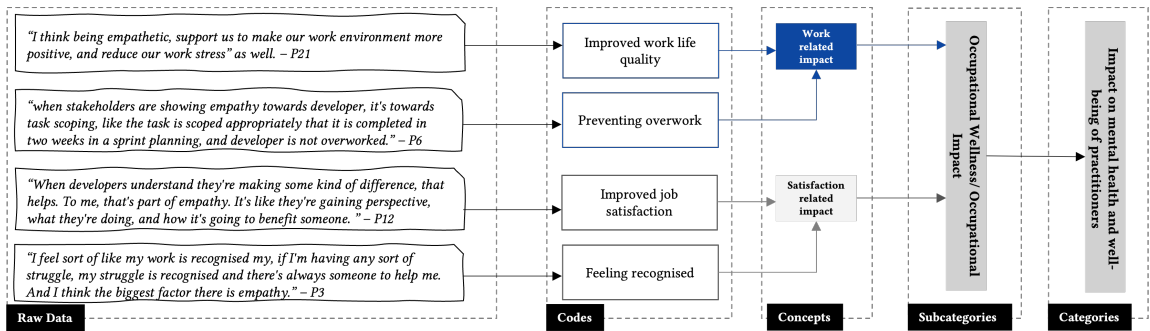 “I think being empathetic, support us to make our work environment more
positive, and reduce our work stress” as well. – P21
“when stakeholders are showing empathy towards developer, it's towards
task scoping, like the task is scoped appropriately that it is completed in
two weeks in a sprint planning, and developer is not overworked.” – P6
“When developers understand they're making some kind of difference, that
helps. To me, that's part of empathy. It's like they're gaining perspective,
what they're doing, and how it's going to benefit someone. ” – P12
“I feel sort of like my work is recognised my, if I'm having any sort of
struggle, my struggle is recognised and there's always someone to help me.
And I think the biggest factor there is empathy.” – P3
Raw Data
Improved work life
quality
Preventing overwork
Improved job
satisfaction
Feeling recognised
Codes
Work
related
impact
Satisfaction
related
impact
Concepts
Occupational Wellness/ Occupational
Impact
Subcategories
Impact on mental health and well-
being of practitioners
Categories